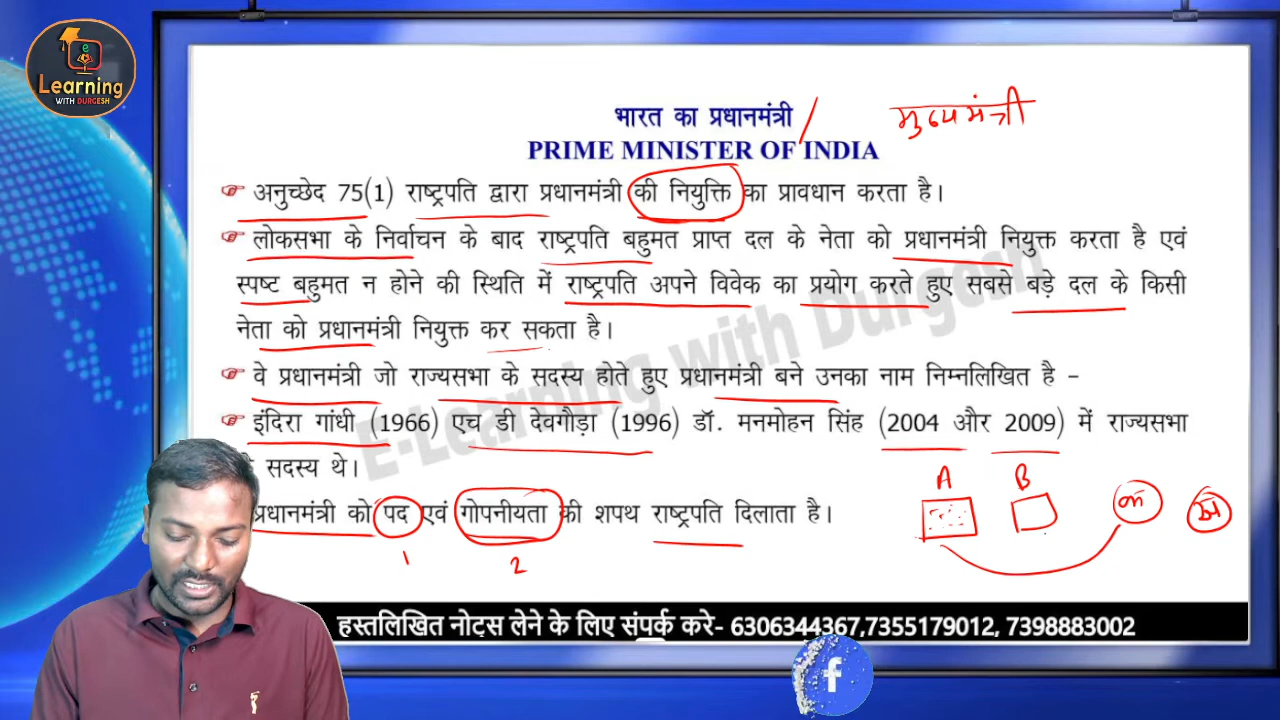 e
Learning
WITH DURGESH
भारत का प्रधानमंत्री
मुख्यमंत्री
PRIME MINISTER OF INDIA
अनुच्छेद 75(1) राष्ट्रपति द्वारा प्रधानमंत्री की नियुक्ति का प्रावधान करता है।
लोकसभा के निर्वाचन के बाद राष्ट्रपति बहुमत प्राप्त दल के नेता को प्रधानमंत्री नियुक्त करता है एवं
स्पष्ट बहुमत न होने की स्थिति में राष्ट्रपति अपने विवेक का प्रयोग करते हुए सबसे बड़े दल के किसी
नेता को प्रधानमंत्री नियुक्त कर सकता है।
वे प्रधानमंत्री जो राज्यसभा के सदस्य होते हुए प्रधानमंत्री बने उनका नाम निम्नलिखित है -
इंदिरा गांधी (1966) एच डी देवगौड़ा (1996) डॉ. मनमोहन सिंह (2004 और 2009) में राज्यसभा
सदस्य थे।
A B
प्रधानमंत्री को पद एवं गोपनीयता की शपथ राष्ट्रपति दिलाता है।
1 2
E-Learning with Durgesh
हस्तलिखित नोट्स लेने के लिए संपर्क करे- 6306344367,7355179012, 7398883002
f